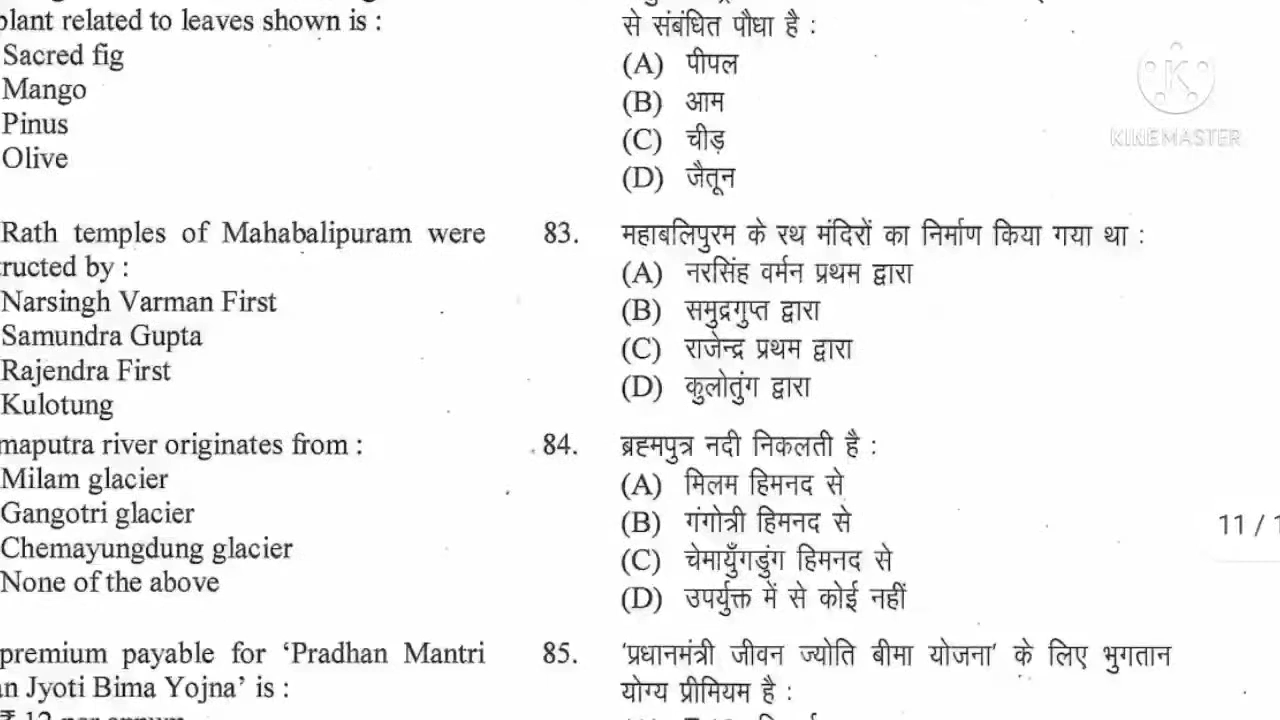 plant related to leaves shown is :
Sacred fig
Mango
Pinus
Olive
Rath temples of Mahabalipuram were
ructed by :
Narsingh Varman First
Samundra Gupta
Rajendra First
Kulotung
maputra river originates from :
Milam glacier
Gangotri glacier
Chemayungdung glacier
None of the above
premium payable for ‘Pradhan Mantri
n Jyoti Bima Yojna’ is :
से संबंधित पौधा है :
(A) पीपल
(B) आम
(C) चीड़
(D) जैतून
83. महाबलिपुरम के रथ मंदिरों का निर्माण किया गया था :
(A) नरसिंह वर्मन प्रथम द्वारा
(B) समुद्रगुप्त द्वारा
(C) राजेन्द्र प्रथम द्वारा
(D) कुलोतुंग द्वारा
84. ब्रह्मपुत्र नदी निकलती है :
(A) मिलम हिमनद से
(B) गंगोत्री हिमनद से
(C) चेमायुँगडुंग हिमनद से
(D) उपर्युक्त में से कोई नहीं
85. ‘प्रधानमंत्री जीवन ज्योति बीमा योजना’ के लिए भुगतान
योग्य प्रीमियम है :
K
KINEMASTER
11 / 1